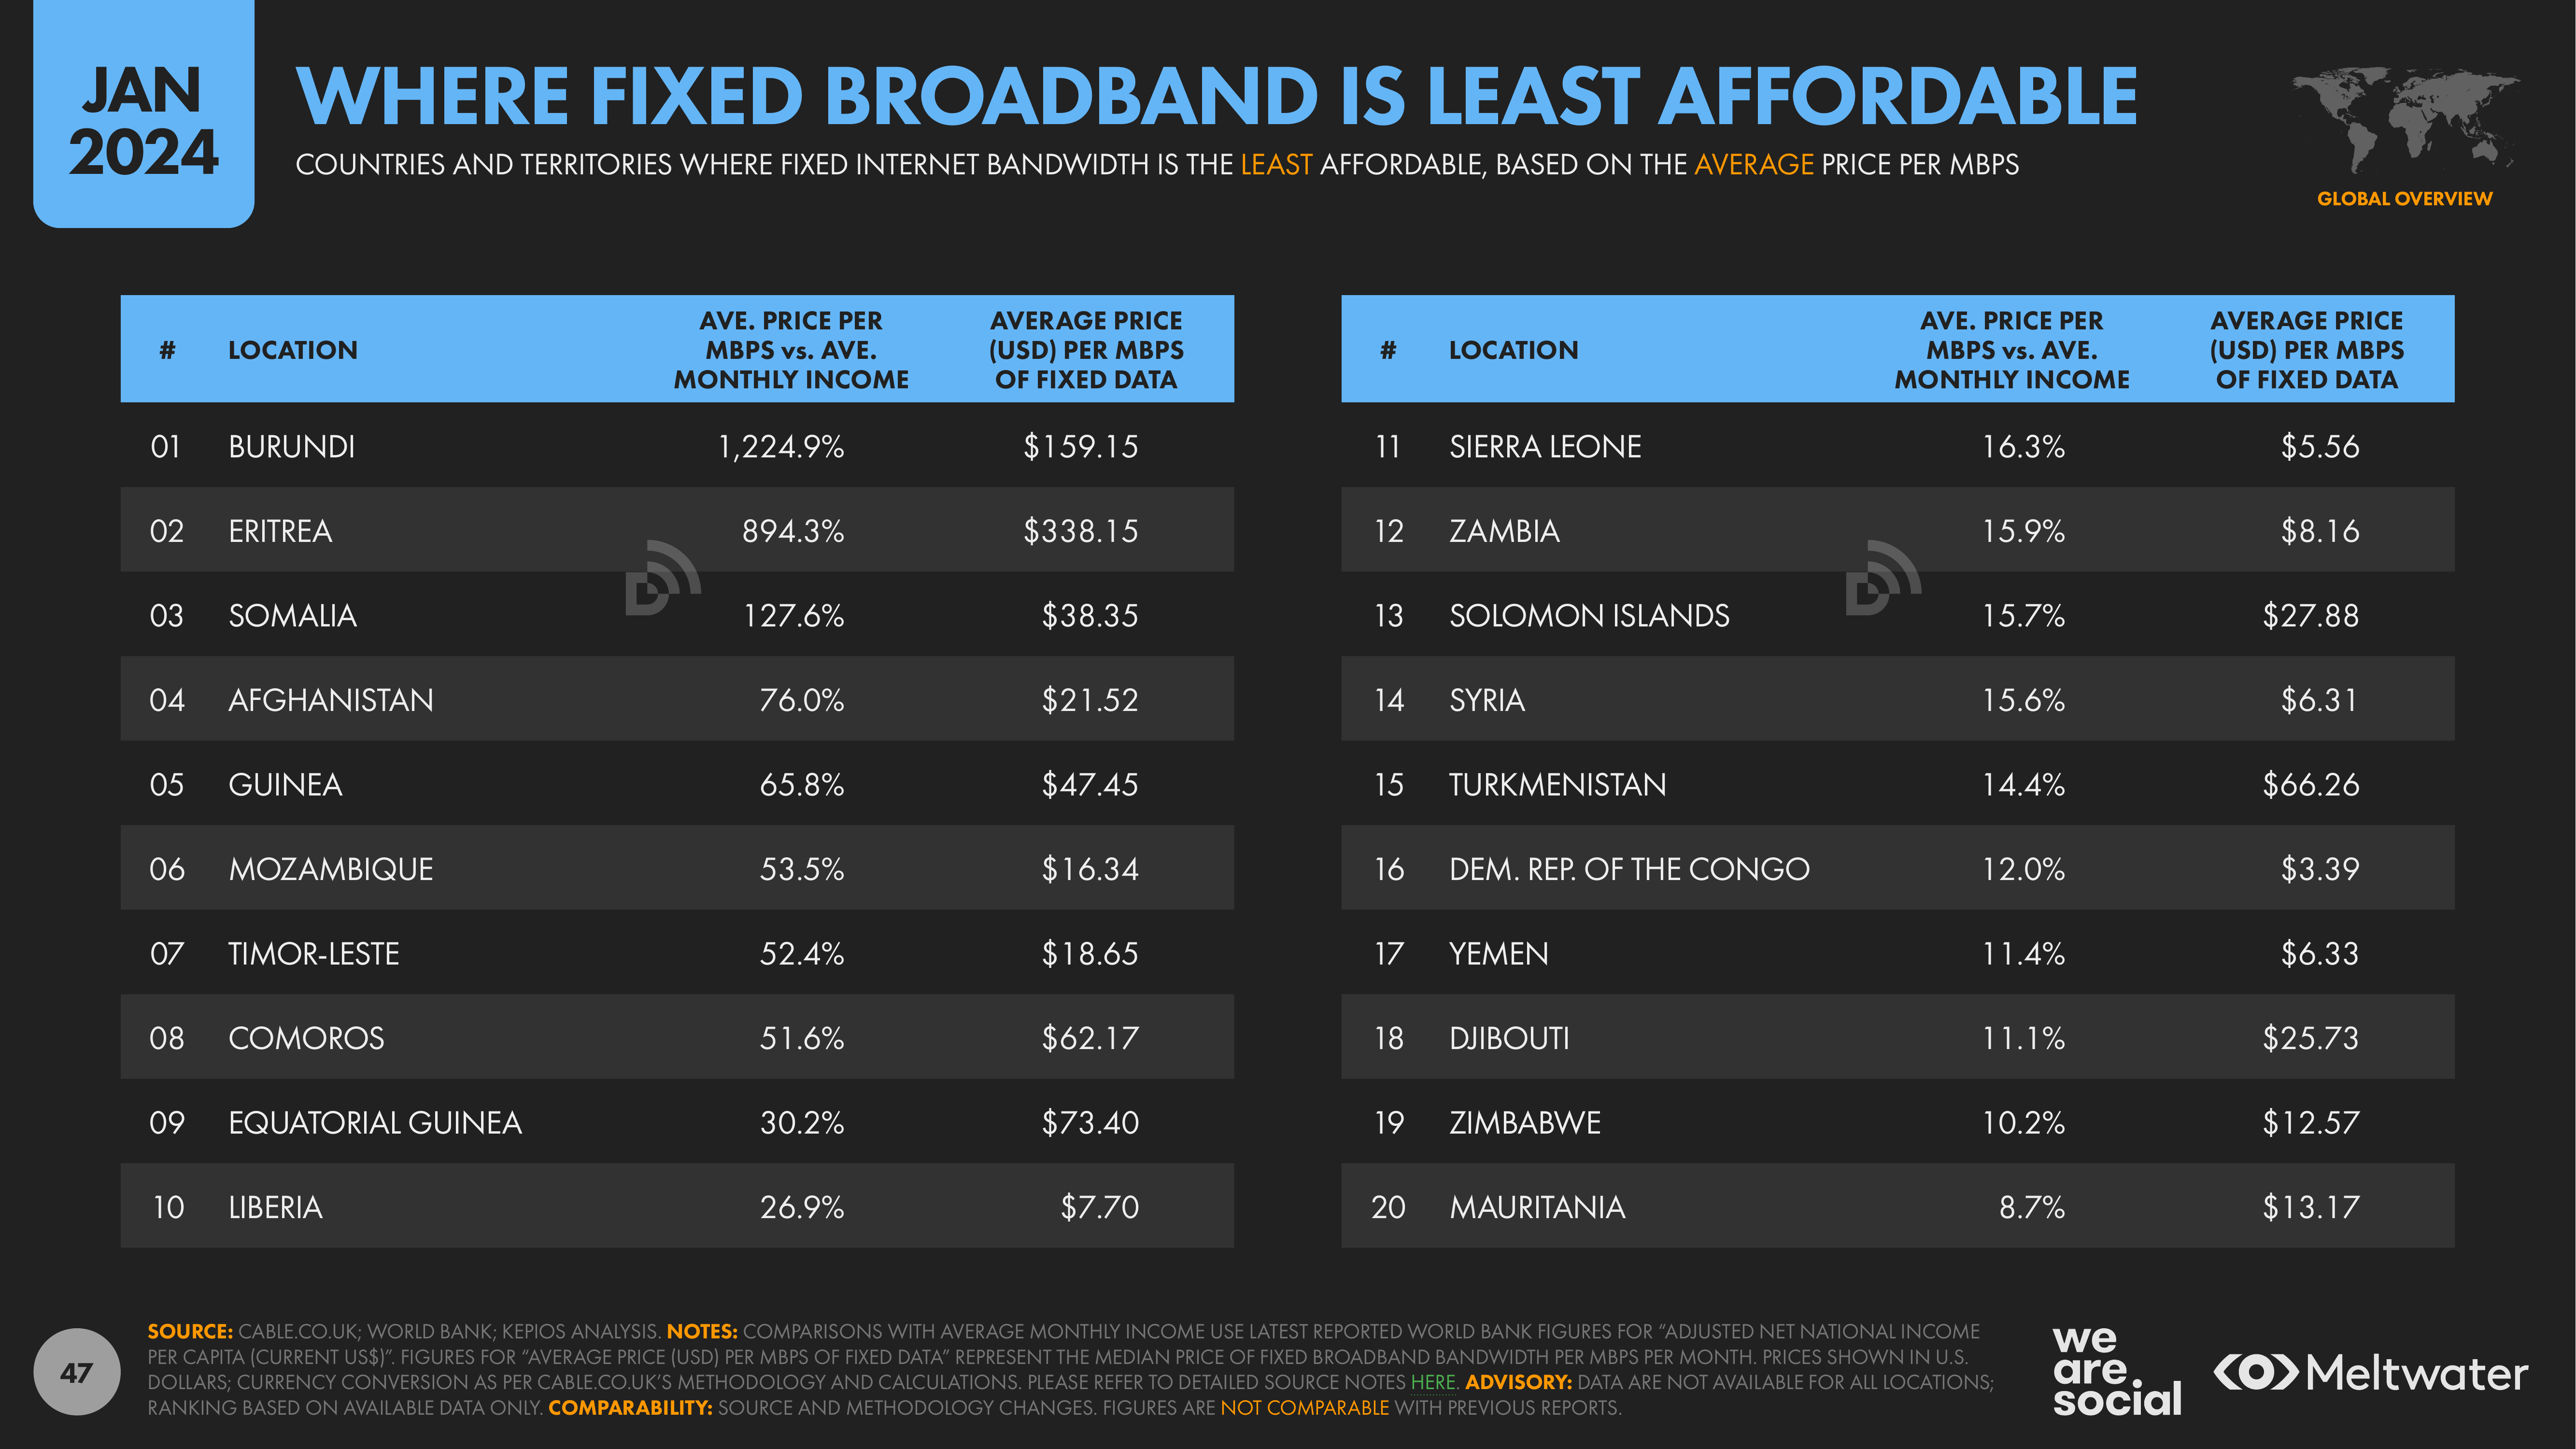 JAN
2024
WHERE FIXED BROADBAND IS LEAST AFFORDABLE
COUNTRIES AND TERRITORIES WHERE FIXED INTERNET BANDWIDTH IS THE LEAST AFFORDABLE, BASED ON THE AVERAGE PRICE PER MBPS
GLOBAL OVERVIEW
# LOCATION AVE. PRICE PER MBPS vs. AVE. MONTHLY INCOME AVERAGE PRICE (USD) PER MBPS OF FIXED DATA
01 BURUNDI 1,224.9% $159.15
02 ERITREA 894.3% $338.15
03 SOMALIA 127.6% $38.35
04 AFGHANISTAN 76.0% $21.52
05 GUINEA 65.8% $47.45
06 MOZAMBIQUE 53.5% $16.34
07 TIMOR-LESTE 52.4% $18.65
08 COMOROS 51.6% $62.17
09 EQUATORIAL GUINEA 30.2% $73.40
10 LIBERIA 26.9% $7.70
# LOCATION AVE. PRICE PER MBPS vs. AVE. MONTHLY INCOME AVERAGE PRICE (USD) PER MBPS OF FIXED DATA
11 SIERRA LEONE 16.3% $5.56
12 ZAMBIA 15.9% $8.16
13 SOLOMON ISLANDS 15.7% $27.88
14 SYRIA 15.6% $6.31
15 TURKMENISTAN 14.4% $66.26
16 DEM. REP. OF THE CONGO 12.0% $3.39
17 YEMEN 11.4% $6.33
18 DJIBOUTI 11.1% $25.73
19 ZIMBABWE 10.2% $12.57
20 MAURITANIA 8.7% $13.17
47
SOURCE: CABLE.CO.UK; WORLD BANK; KEPIOS ANALYSIS. NOTES: COMPARISONS WITH AVERAGE MONTHLY INCOME USE LATEST REPORTED WORLD BANK FIGURES FOR “ADJUSTED NET NATIONAL INCOME
PER CAPITA (CURRENT US$)”. FIGURES FOR “AVERAGE PRICE (USD) PER MBPS OF FIXED DATA” REPRESENT THE MEDIAN PRICE OF FIXED BROADBAND BANDWIDTH PER MBPS PER MONTH. PRICES SHOWN IN U.S.
DOLLARS; CURRENCY CONVERSION AS PER CABLE.CO.UK’S METHODOLOGY AND CALCULATIONS. PLEASE REFER TO DETAILED SOURCE NOTES HERE. ADVISORY: DATA ARE NOT AVAILABLE FOR ALL LOCATIONS;
RANKING BASED ON AVAILABLE DATA ONLY. COMPARABILITY: SOURCE AND METHODOLOGY CHANGES. FIGURES ARE NOT COMPARABLE WITH PREVIOUS REPORTS.
we
are
social
Meltwater